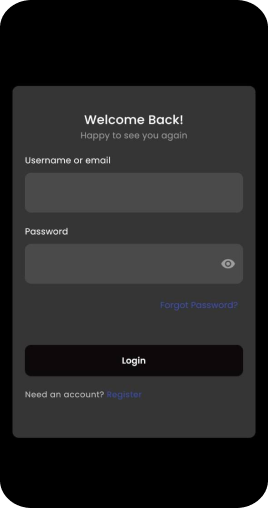 Welcome Back!
Happy to see you again
Username or email
Password
Forgot Password?
Login
Need an account? Register